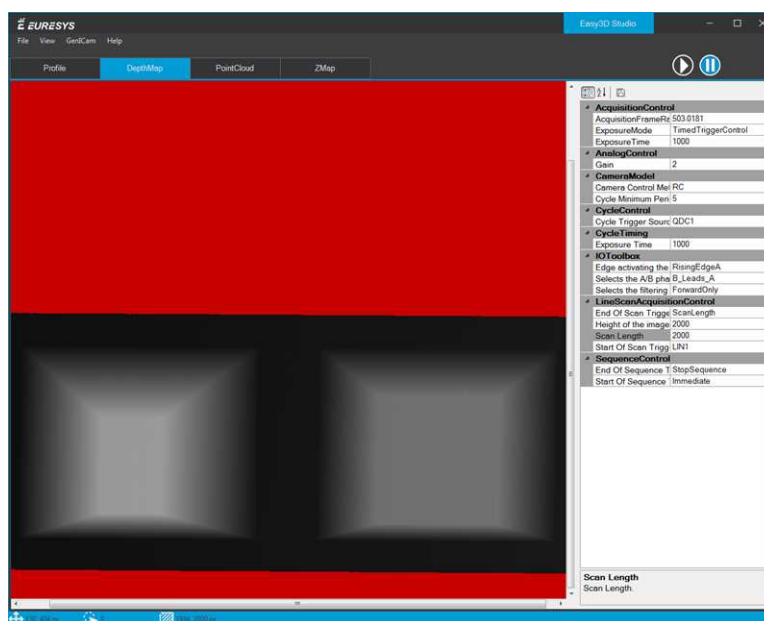 EURESYS
Easy3D Studio
File View GenICam Help
Profile DepthMap PointCloud ZMap
AcquisitionControl
AcquisitionFrameRa 503.0181
ExposureMode TimedTriggerControl
ExposureTime 1000
AnalogControl
Gain 2
CameraModel
Camera Control Met RC
Cycle Minimum Peri 5
CycleControl
Cycle Trigger Sourc QDC1
CycleTiming
Exposure Time 1000
IOToolbox
Edge activating the RisingEdgeA
Selects the A/B pha B_Leads_A
Selects the filtering ForwardOnly
LineScanAcquisitionControl
End Of Scan Trigge ScanLength
Height of the image 2000
Scan Length 2000
Start Of Scan Trigg LIN1
SequenceControl
End Of Sequence T StopSequence
Start Of Sequence Immediate
Scan Length
Scan Length.